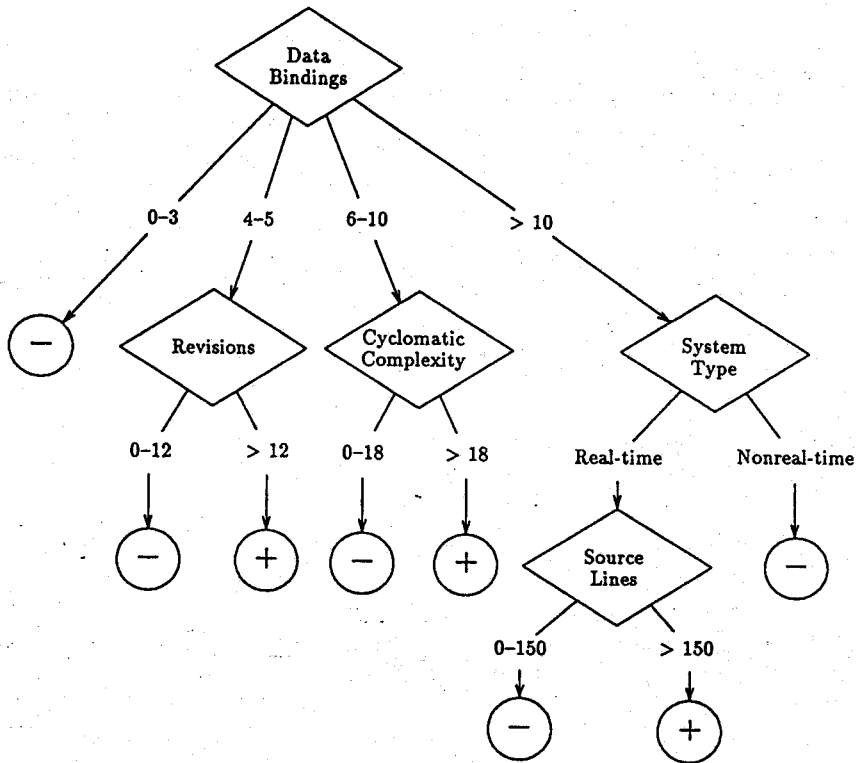 Data
Bindings
0–3
4–5
6–10
> 10
Revisions
Cyclomatic
Complexity
System
Type
−
0–12
> 12
0–18
> 18
Real-time
Nonreal-time
−
+
−
+
Source
Lines
−
0–150
> 150
−
+